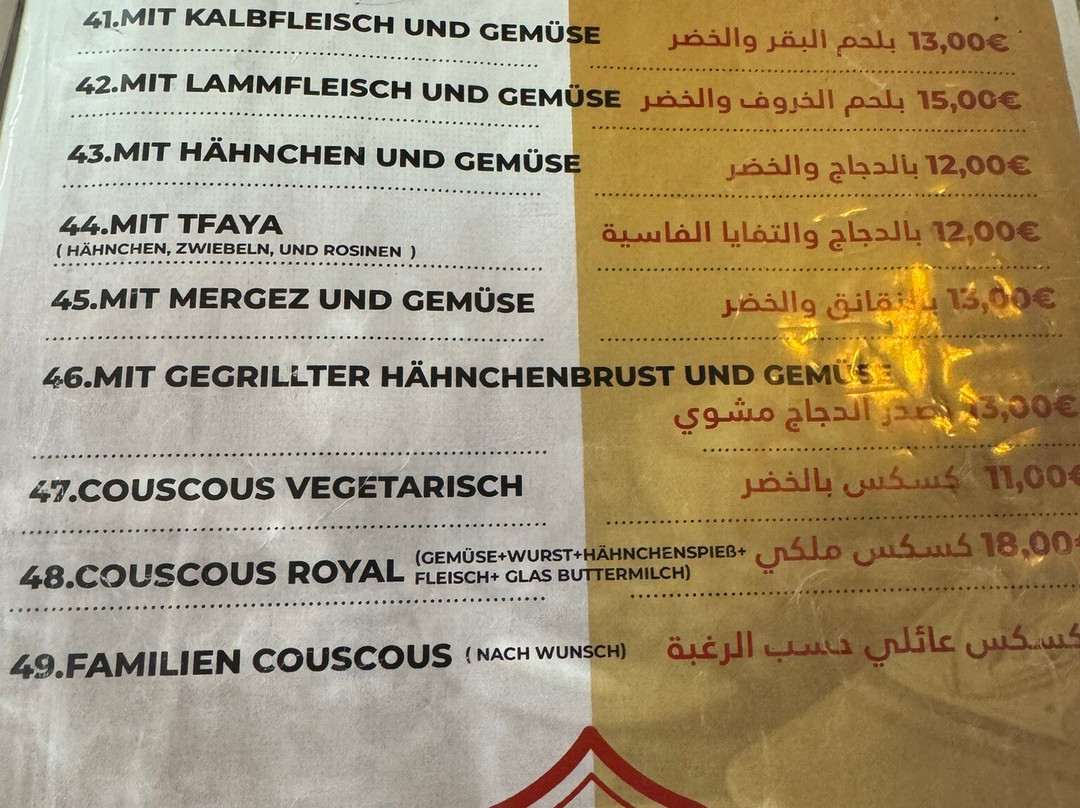 41.MIT KALBFLEISCH UND GEMÜSE
بلحم البقر والخضر 13,00€
42.MIT LAMMFLEISCH UND GEMÜSE
بلحم الخروف والخضر 15,00€
43.MIT HÄHNCHEN UND GEMÜSE
بالدجاج والخضر 12,00€
44.MIT TFAYA
( HÄHNCHEN, ZWIEBELN, UND ROSINEN )
بالدجاج والتفايا الفاسية 12,00€
45.MiT MERGEZ UND GEMÜSE
بالنقانق والخضر 13,00€
46.MIT GEGRILLTER HÄHNCHENBRUST UND GEMÜSE
صدر الدجاج مشوي 13,00€
47.COUSCOUS VEGETARISCH
كسكس بالخضر 11,00€
48.COUSCOUS ROYAL
(GEMÜSE+WURST+HÄHNCHENSPIEß+
FLEISCH+ GLAS BUTTERMILCH)
كسكس ملكي 18,00€
49.FAMILIEN COUSCOUS ( NACH WUNSCH)
كسكس عائلي حسب الرغبة